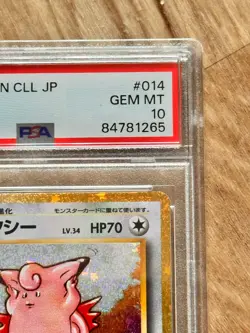 N CLL JP #014
GEM MT
PSA 10
84781265
進化 モンスターカードに重ねて使います。
シー LV.34 HP70